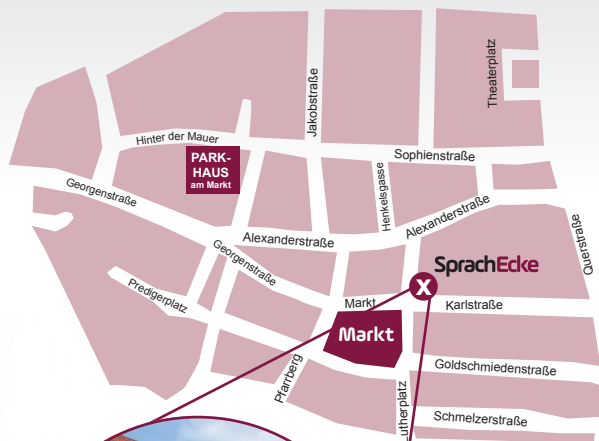 Theaterplatz
Jakobstraße
Hinter der Mauer
PARK-
HAUS
am Markt
Sophienstraße
Henkelsgasse
Georgenstraße
Alexanderstraße
Alexanderstraße
Querstraße
Georgenstraße
SprachEcke
X
Predigerplatz
Markt
Karlstraße
Markt
Goldschmiedenstraße
Pfarrberg
utherplatz
Schmelzerstraße